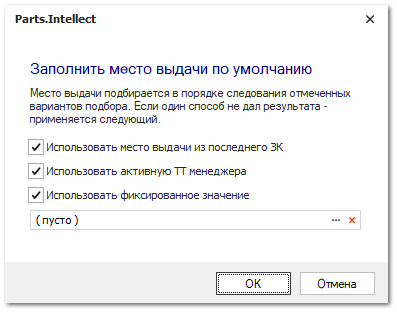 Parts.Intellect
Заполнить место выдачи по умолчанию
Место выдачи подбирается в порядке следования отмеченных
вариантов подбора. Если один способ не дал результата -
применяется следующий.
Использовать место выдачи из последнего ЗК
Использовать активную ТТ менеджера
Использовать фиксированное значение
( пусто )
OK
Отмена